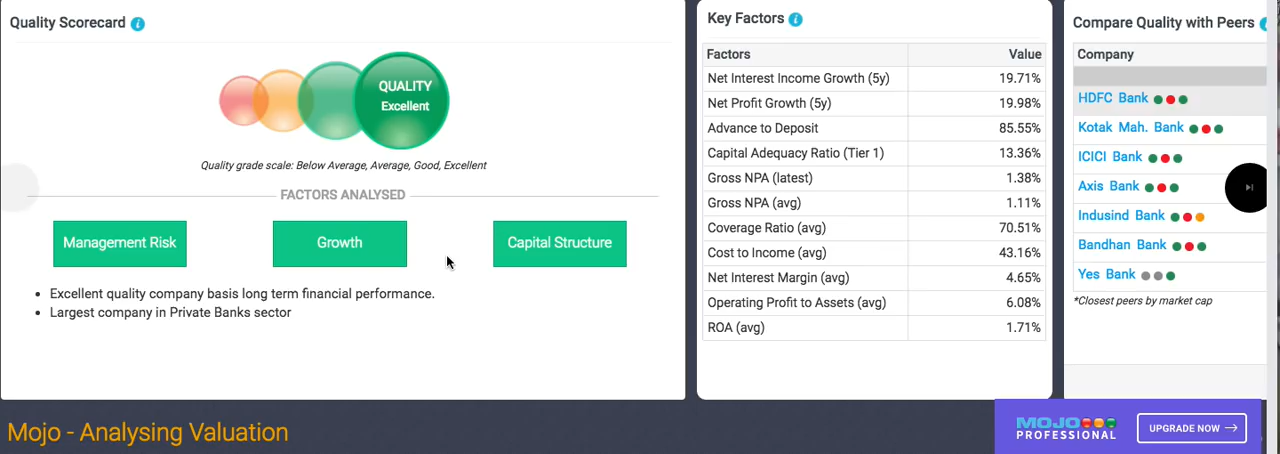 Quality Scorecard
QUALITY
Excellent
Quality grade scale: Below Average, Average, Good, Excellent
FACTORS ANALYSED
Management Risk
Growth
Capital Structure
Excellent quality company basis long term financial performance.
Largest company in Private Banks sector
Key Factors
Factors Value
Net Interest Income Growth (5y) 19.71%
Net Profit Growth (5y) 19.98%
Advance to Deposit 85.55%
Capital Adequacy Ratio (Tier 1) 13.36%
Gross NPA (latest) 1.38%
Gross NPA (avg) 1.11%
Coverage Ratio (avg) 70.51%
Cost to Income (avg) 43.16%
Net Interest Margin (avg) 4.65%
Operating Profit to Assets (avg) 6.08%
ROA (avg) 1.71%
Compare Quality with Peers
Company
HDFC Bank
Kotak Mah. Bank
ICICI Bank
Axis Bank
Indusind Bank
Bandhan Bank
Yes Bank
*Closest peers by market cap
Mojo - Analysing Valuation
MOJO
PROFESSIONAL
UPGRADE NOW